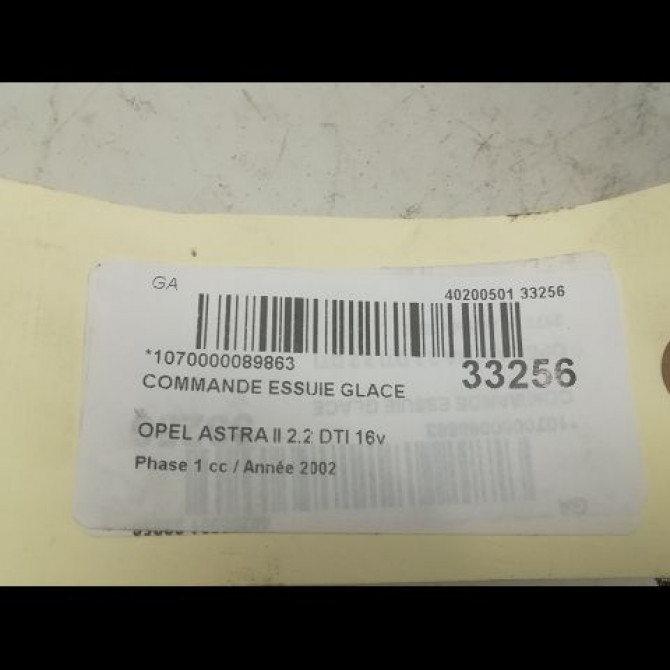 GA
40200501 33256
*1070000089863
33256
COMMANDE ESSUIE GLACE
OPEL ASTRA II 2.2 DTI 16v
Phase 1 cc / Année 2002